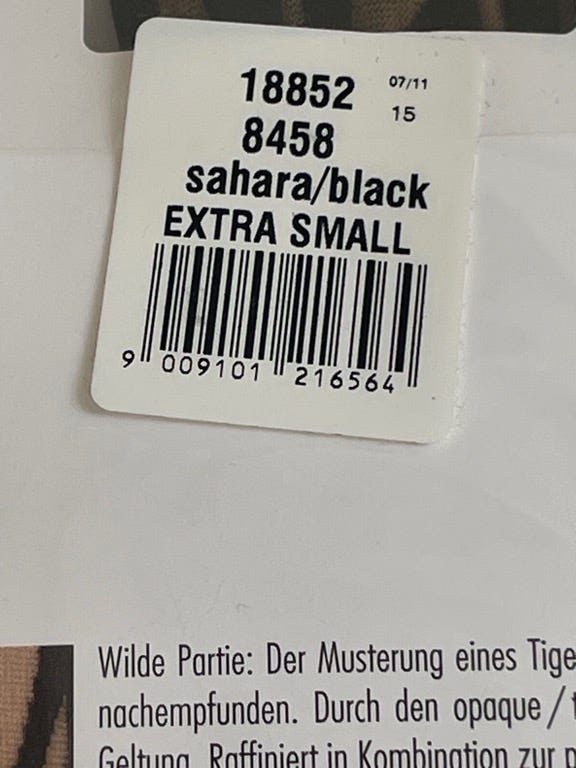 18852 07/11
8458 15
sahara/black
EXTRA SMALL
9 009101 216564
Wilde Partie: Der Musterung eines Tige
nachempfunden. Durch den opaque/
Geltung. Raffiniert in Kombination zur